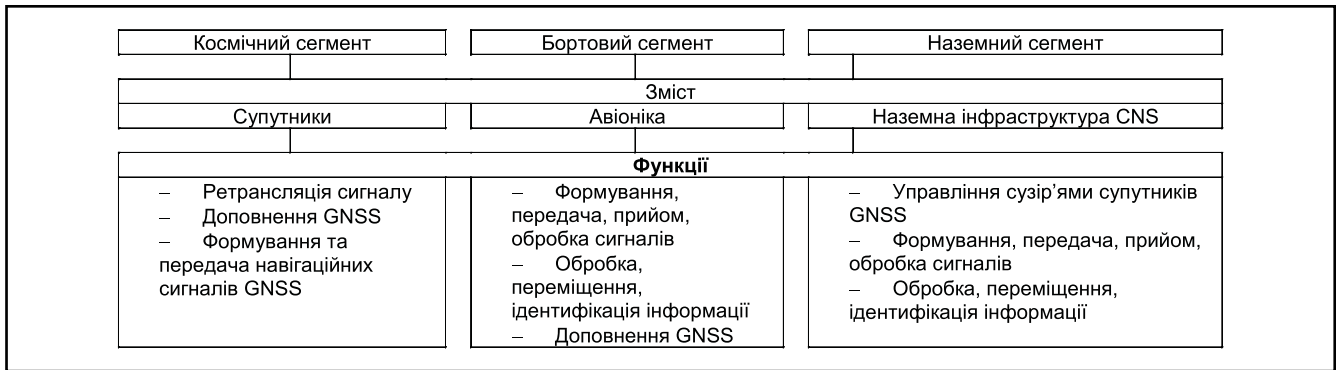 Космічний сегмент
Бортовий сегмент
Наземний сегмент
Зміст
Супутники
Авіоніка
Наземна інфраструктура CNS
Функції
– Ретрансляція сигналу
– Доповнення GNSS
– Формування та
передача навігаційних
сигналів GNSS
– Формування,
передача, прийом,
обробка сигналів
– Обробка,
переміщення,
ідентифікація інформації
– Доповнення GNSS
– Управління сузір’ями супутників
GNSS
– Формування, передача, прийом,
обробка сигналів
– Обробка, переміщення,
ідентифікація інформації